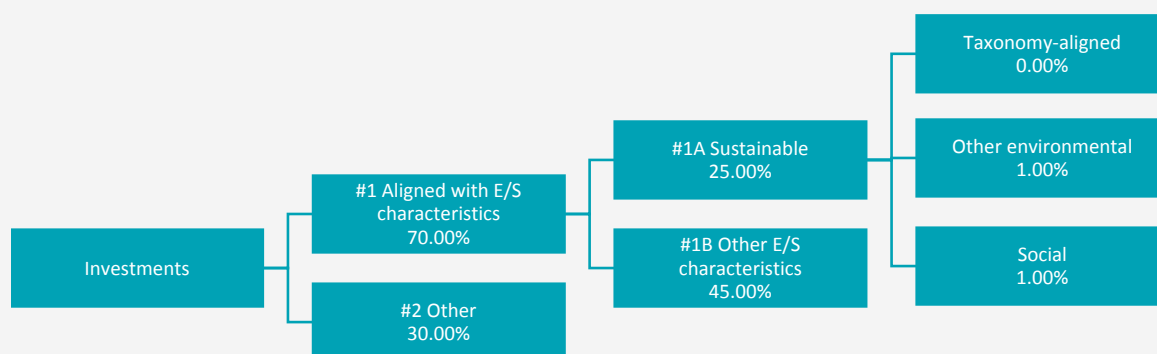 Investments
#1 Aligned with E/S
characteristics
70.00%
#2 Other
30.00%
#1A Sustainable
25.00%
#1B Other E/S
characteristics
45.00%
Taxonomy-aligned
0.00%
Other environmental
1.00%
Social
1.00%